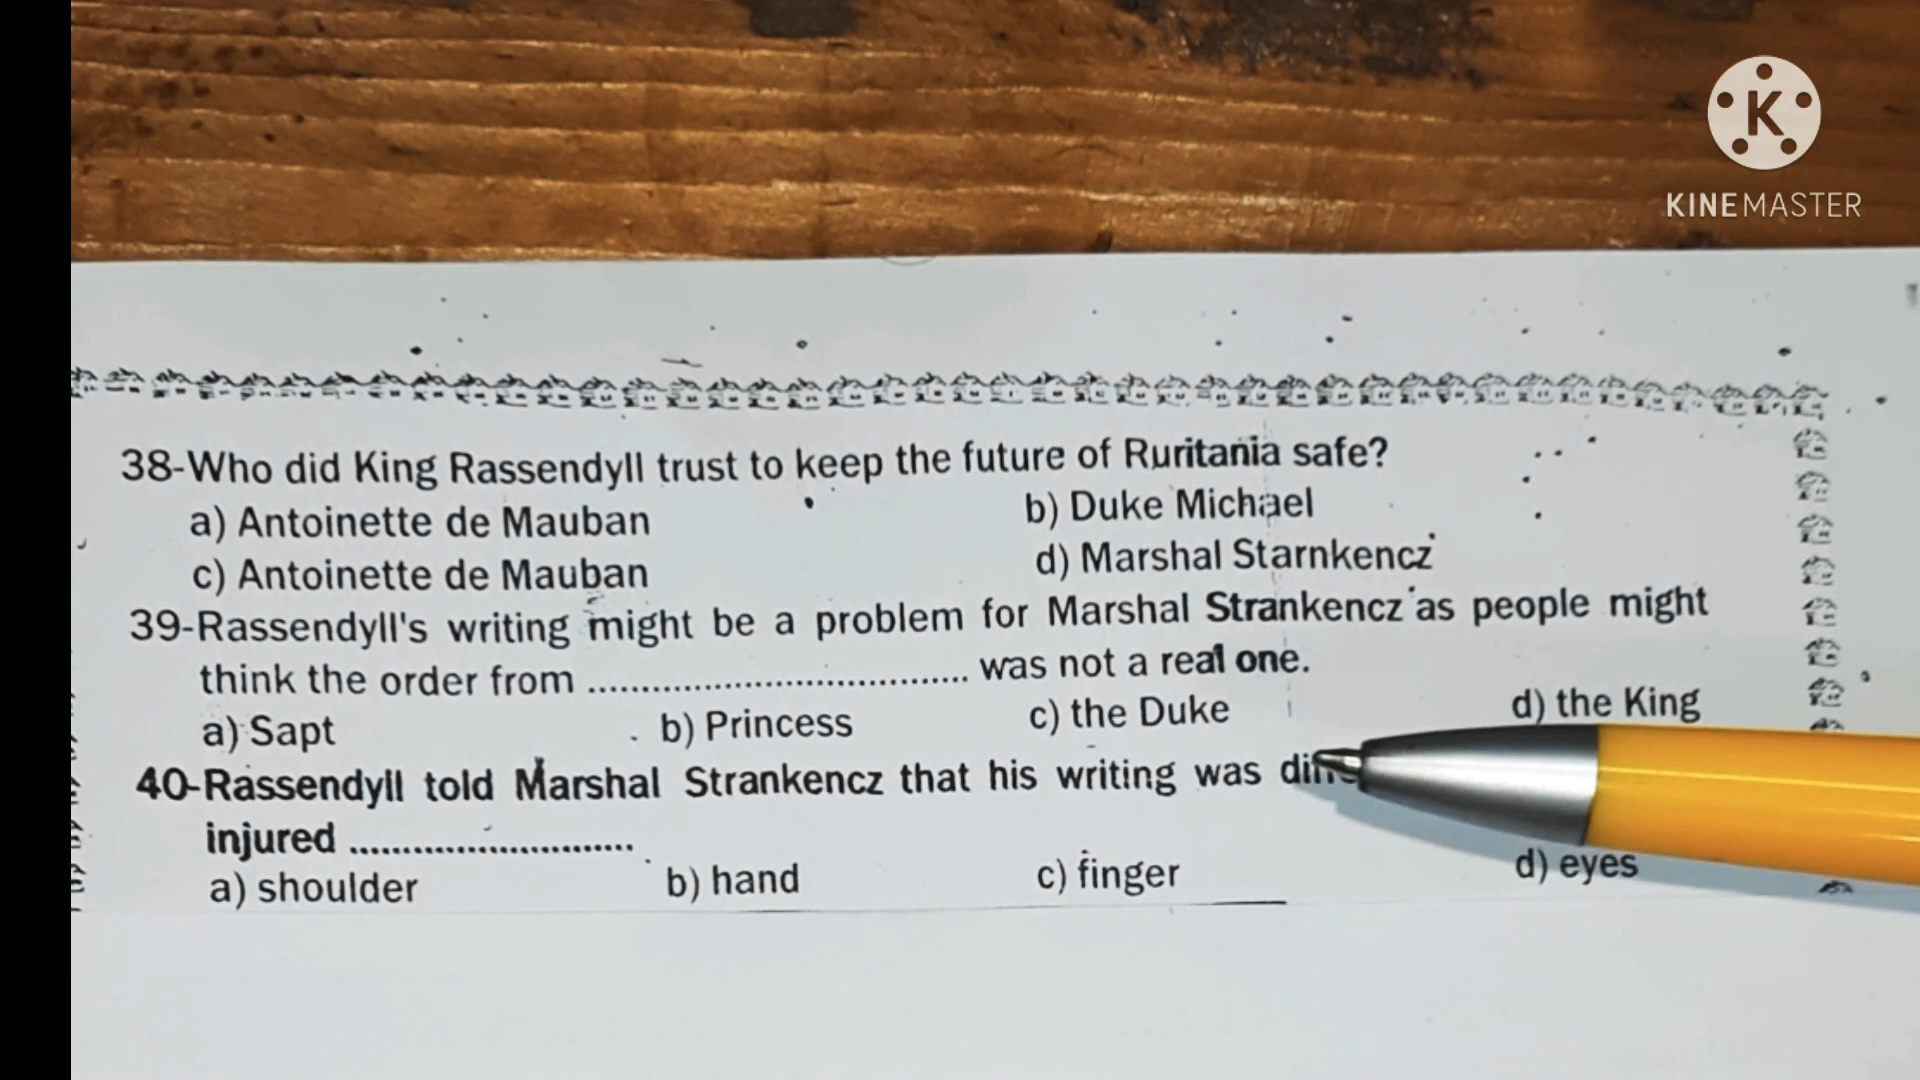 K
KINEMASTER
38-Who did King Rassendyll trust to keep the future of Ruritania safe?
a) Antoinette de Mauban
b) Duke Michael
c) Antoinette de Mauban
d) Marshal Starnkencz
39-Rassendyll's writing might be a problem for Marshal Strankencz as people might
think the order from .................................... was not a real one.
a) Sapt
b) Princess
c) the Duke
d) the King
40-Rassendyll told Marshal Strankencz that his writing was
injured ...........................
a) shoulder
b) hand
c) finger
d) eyes